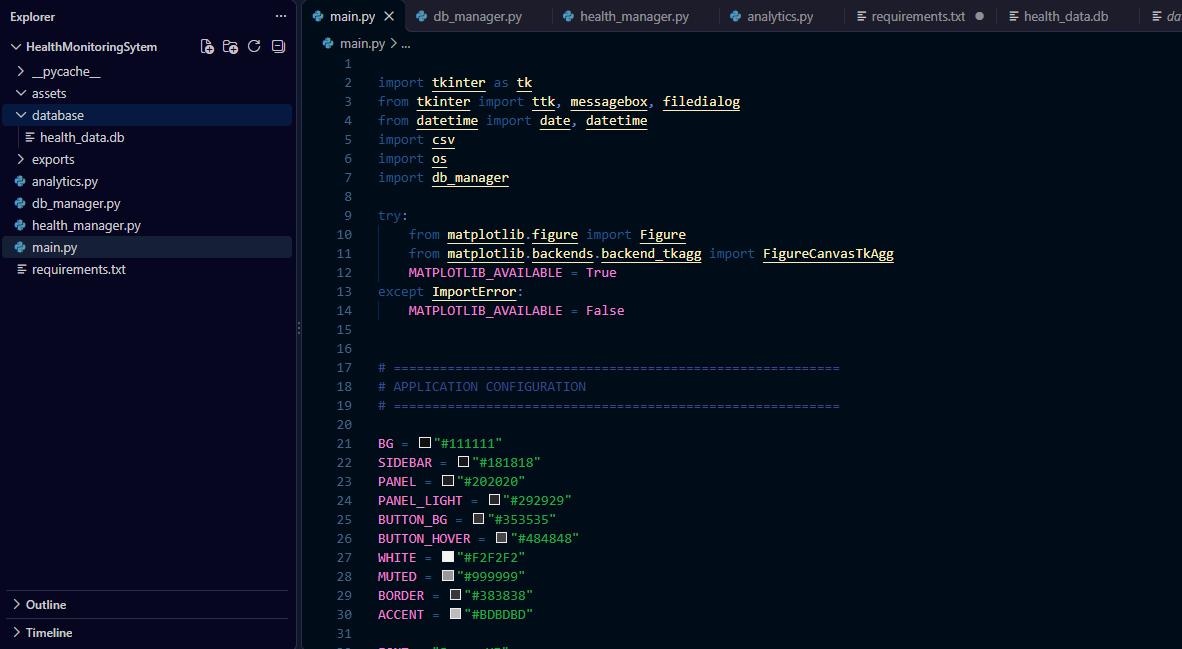 Explorer
HealthMonitoringSytem
__pycache__
assets
database
health_data.db
exports
analytics.py
db_manager.py
health_manager.py
main.py
requirements.txt
Outline
Timeline
main.py
db_manager.py
health_manager.py
analytics.py
requirements.txt
health_data.db
da
main.py > ...
1
2 import tkinter as tk
3 from tkinter import ttk, messagebox, filedialog
4 from datetime import date, datetime
5 import csv
6 import os
7 import db_manager
8
9 try:
10     from matplotlib.figure import Figure
11     from matplotlib.backends.backend_tkagg import FigureCanvasTkAgg
12     MATPLOTLIB_AVAILABLE = True
13 except ImportError:
14     MATPLOTLIB_AVAILABLE = False
15
16
17 # ==========================================================
18 # APPLICATION CONFIGURATION
19 # ==========================================================
20
21 BG = "#111111"
22 SIDEBAR = "#181818"
23 PANEL = "#202020"
24 PANEL_LIGHT = "#292929"
25 BUTTON_BG = "#353535"
26 BUTTON_HOVER = "#484848"
27 WHITE = "#F2F2F2"
28 MUTED = "#999999"
29 BORDER = "#383838"
30 ACCENT = "#BDBDBD"
31